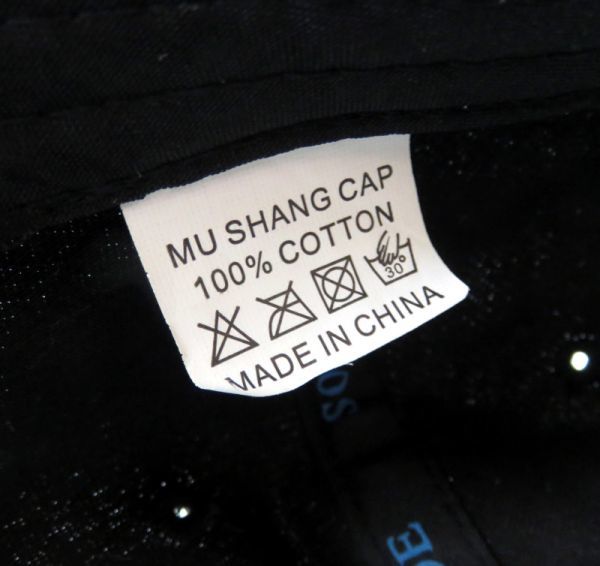 MU SHANG CAP
100% COTTON
30°
MADE IN CHINA